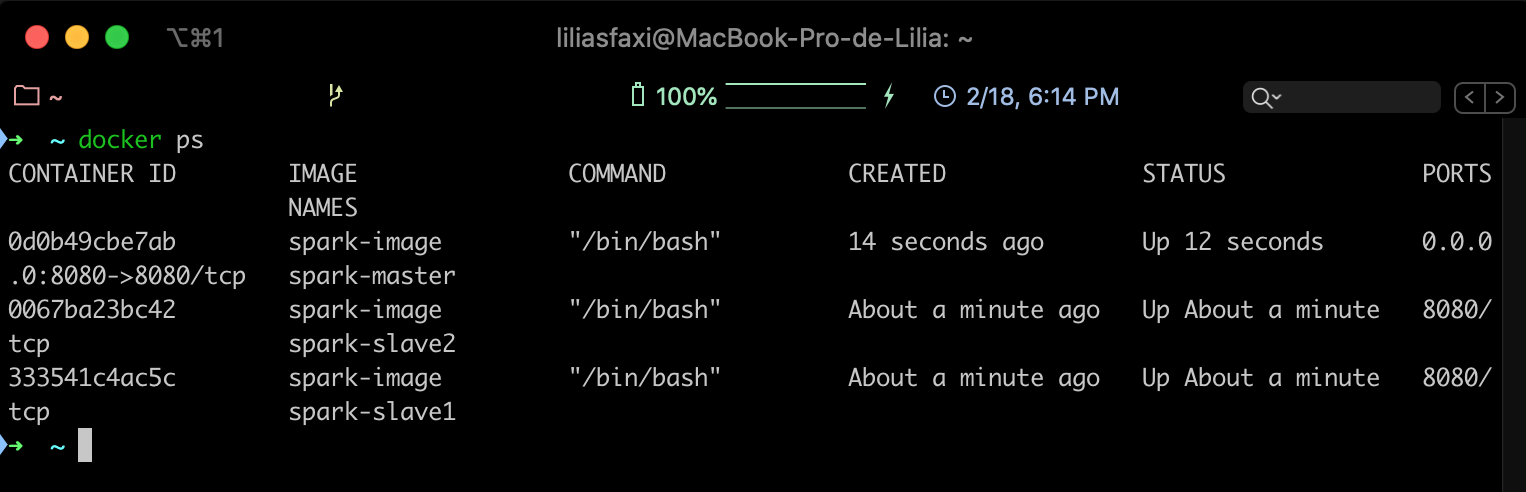 ⌥⌘1 liliasfaxi@MacBook-Pro-de-Lilia: ~
~ 100% 2/18, 6:14 PM
➜ ~ docker ps
CONTAINER ID IMAGE COMMAND CREATED STATUS PORTS
NAMES
0d0b49cbe7ab spark-image "/bin/bash" 14 seconds ago Up 12 seconds 0.0.0
.0:8080->8080/tcp spark-master
0067ba23bc42 spark-image "/bin/bash" About a minute ago Up About a minute 8080/
tcp spark-slave2
333541c4ac5c spark-image "/bin/bash" About a minute ago Up About a minute 8080/
tcp spark-slave1
➜ ~